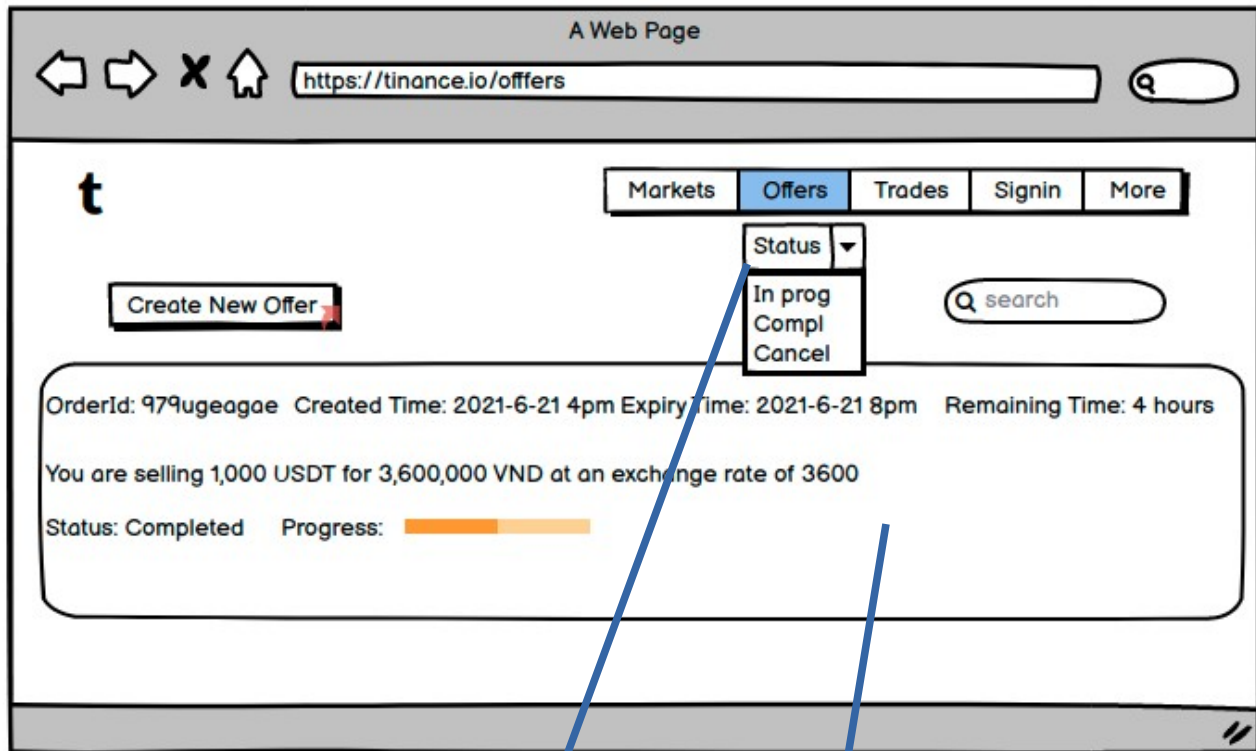 A Web Page
https://tinance.io/offfers
t
Markets Offers Trades Signin More
Status
Create New Offer
In prog
Compl
Cancel
search
OrderId: 979ugeagae Created Time: 2021-6-21 4pm Expiry Time: 2021-6-21 8pm Remaining Time: 4 hours
You are selling 1,000 USDT for 3,600,000 VND at an exchange rate of 3600
Status: Completed Progress: